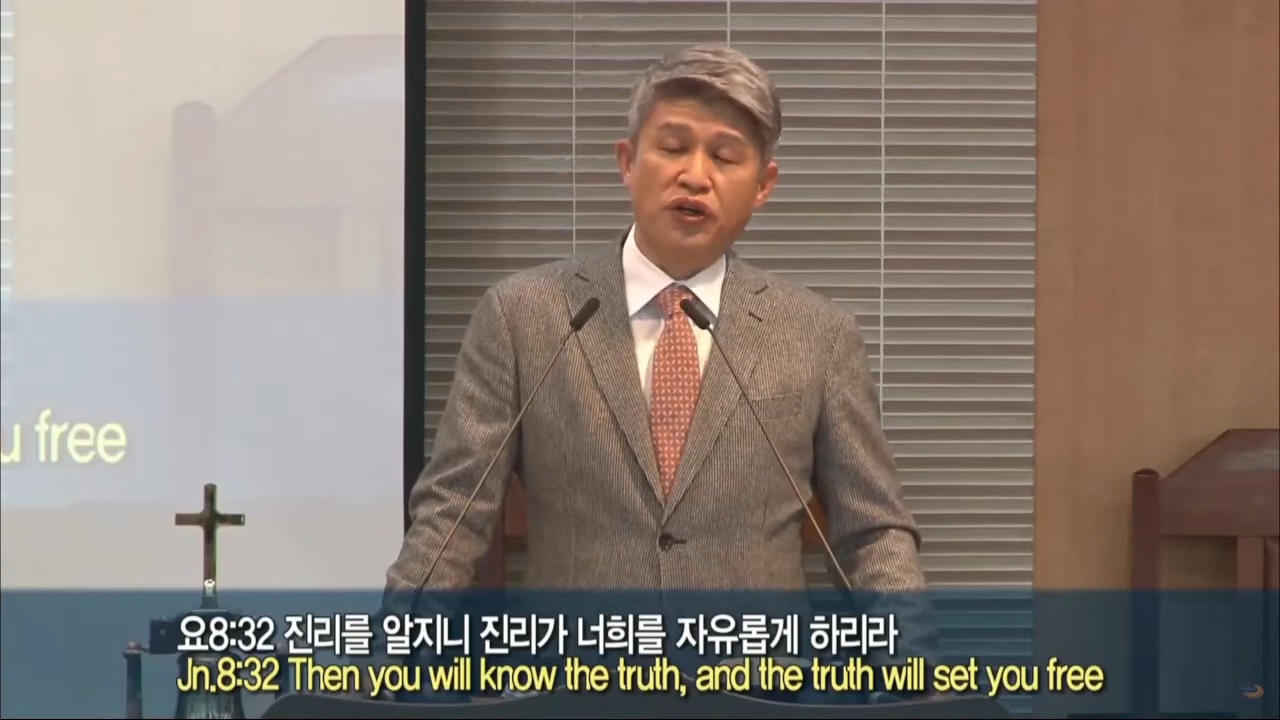 u free
요8:32 진리를 알지니 진리가 너희를 자유롭게 하리라
Jn.8:32 Then you will know the truth, and the truth will set you free